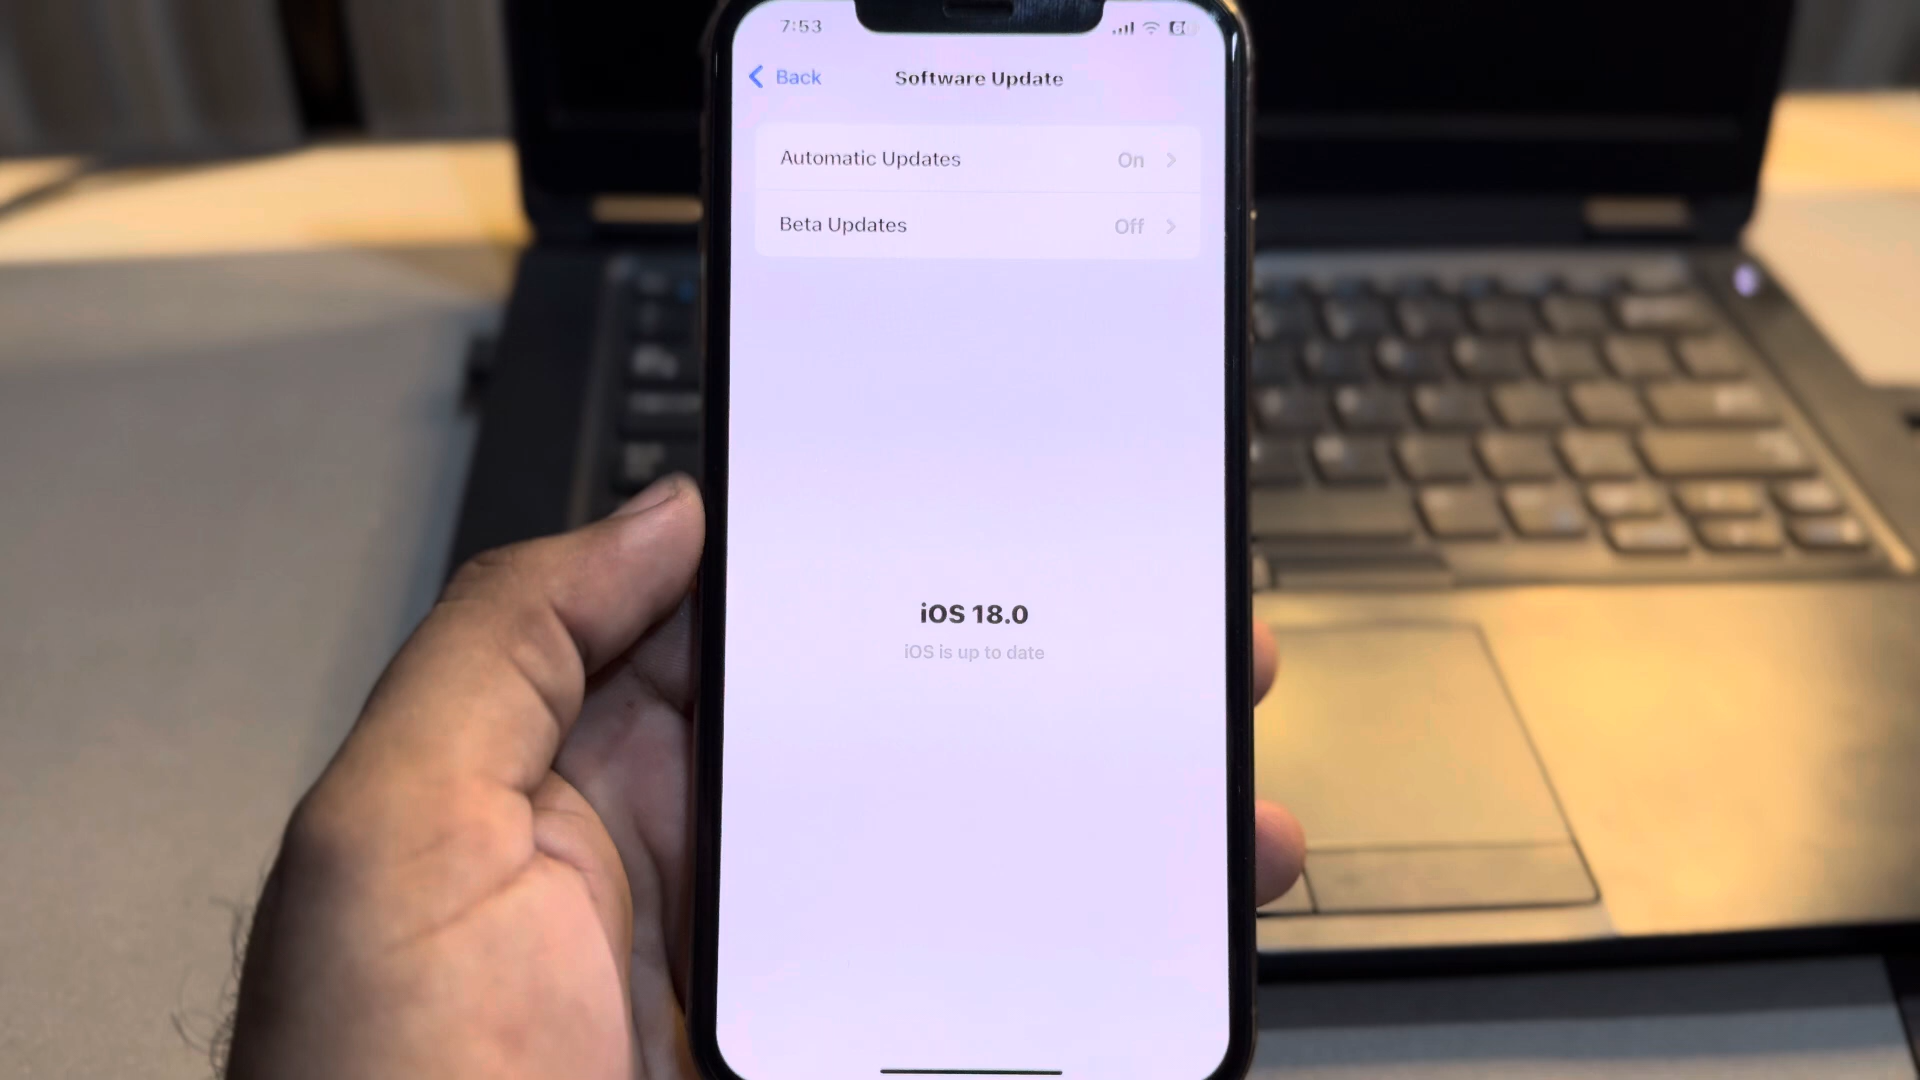 7:53
Back
Software Update
Automatic Updates On
Beta Updates Off
iOS 18.0
iOS is up to date